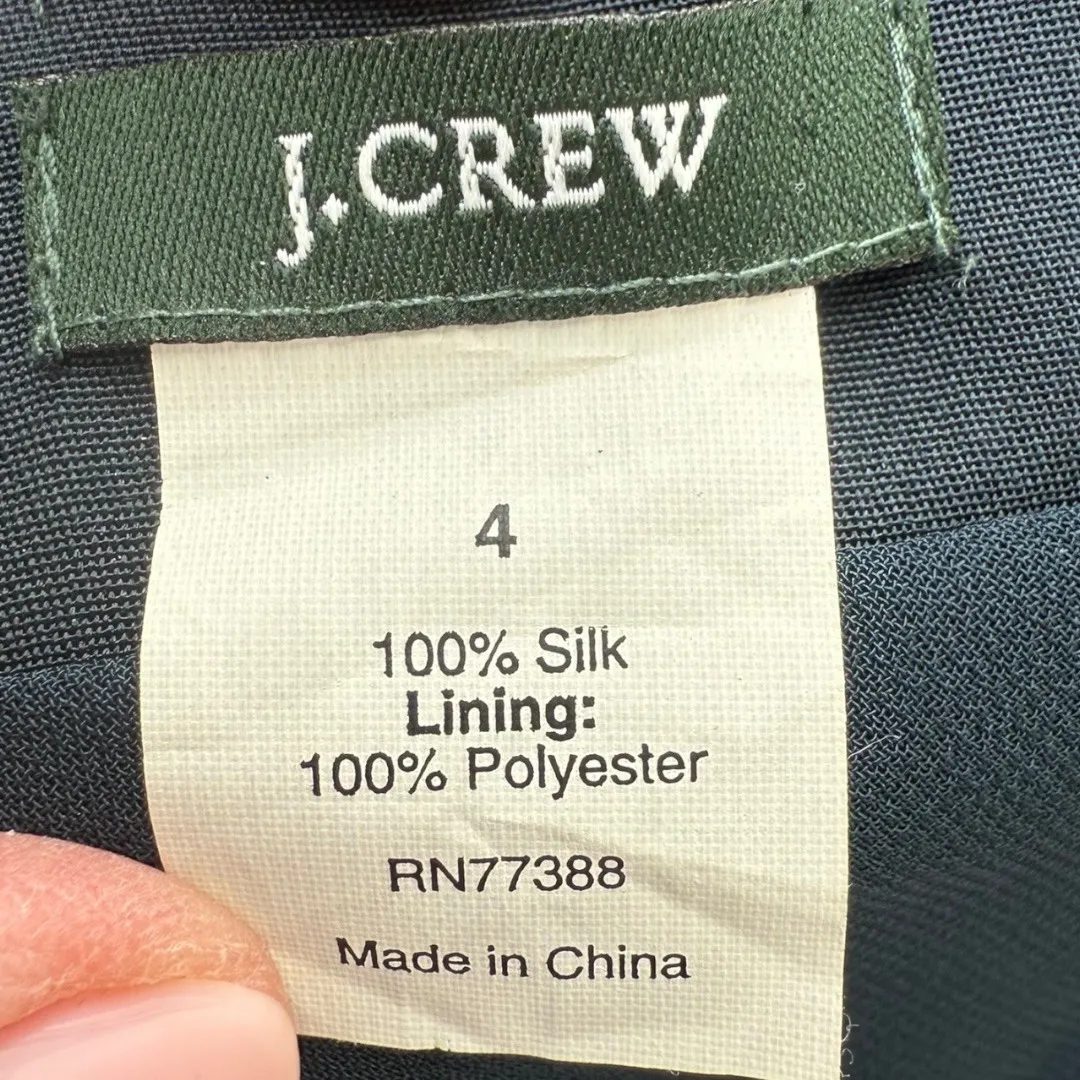 J.CREW
4
100% Silk
Lining:
100% Polyester
RN77388
Made in China